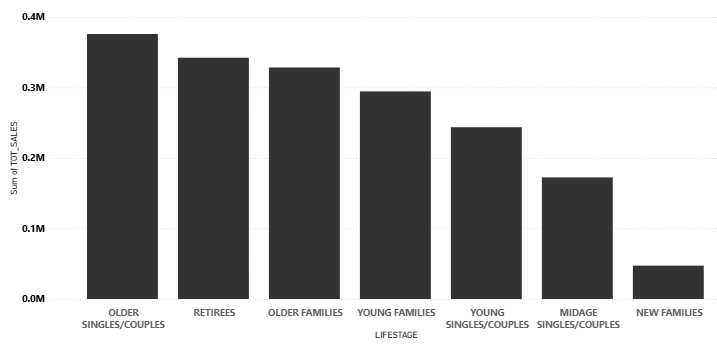 0.4M
0.3M
0.2M
0.1M
0.0M
Sum of TOT_SALES
OLDER
SINGLES/COUPLES
RETIREES
OLDER FAMILIES
YOUNG FAMILIES
YOUNG
SINGLES/COUPLES
MIDAGE
SINGLES/COUPLES
NEW FAMILIES
LIFESTAGE